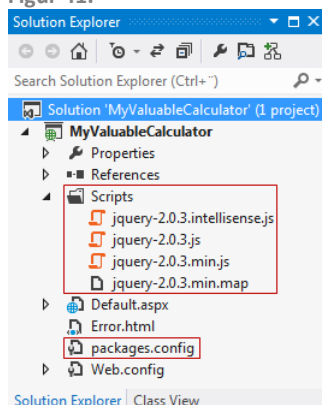 Figur 41.
Solution Explorer
Search Solution Explorer (Ctrl+¨)
Solution 'MyValuableCalculator' (1 project)
MyValuableCalculator
Properties
References
Scripts
jquery-2.0.3.intellisense.js
jquery-2.0.3.js
jquery-2.0.3.min.js
jquery-2.0.3.min.map
Default.aspx
Error.html
packages.config
Web.config
Solution Explorer Class View